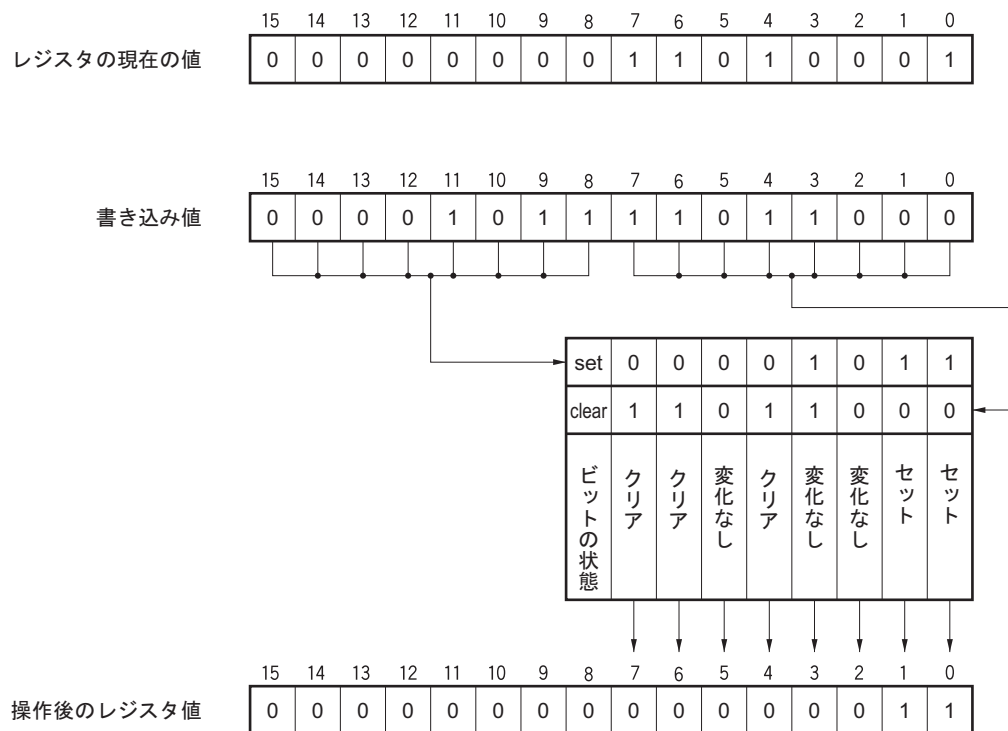 15 14 13 12 11 10 9 8 7 6 5 4 3 2 1 0
レジスタの現在の値 0 0 0 0 0 0 0 0 1 1 0 1 0 0 0 1
15 14 13 12 11 10 9 8 7 6 5 4 3 2 1 0
書き込み値 0 0 0 0 1 0 1 1 1 1 0 1 1 0 0 0
set 0 0 0 0 1 0 1 1
clear 1 1 0 1 1 0 0 0
ビットの状態 クリア クリア 変化なし クリア 変化なし 変化なし セット セット
15 14 13 12 11 10 9 8 7 6 5 4 3 2 1 0
操作後のレジスタ値 0 0 0 0 0 0 0 0 0 0 0 0 0 0 1 1